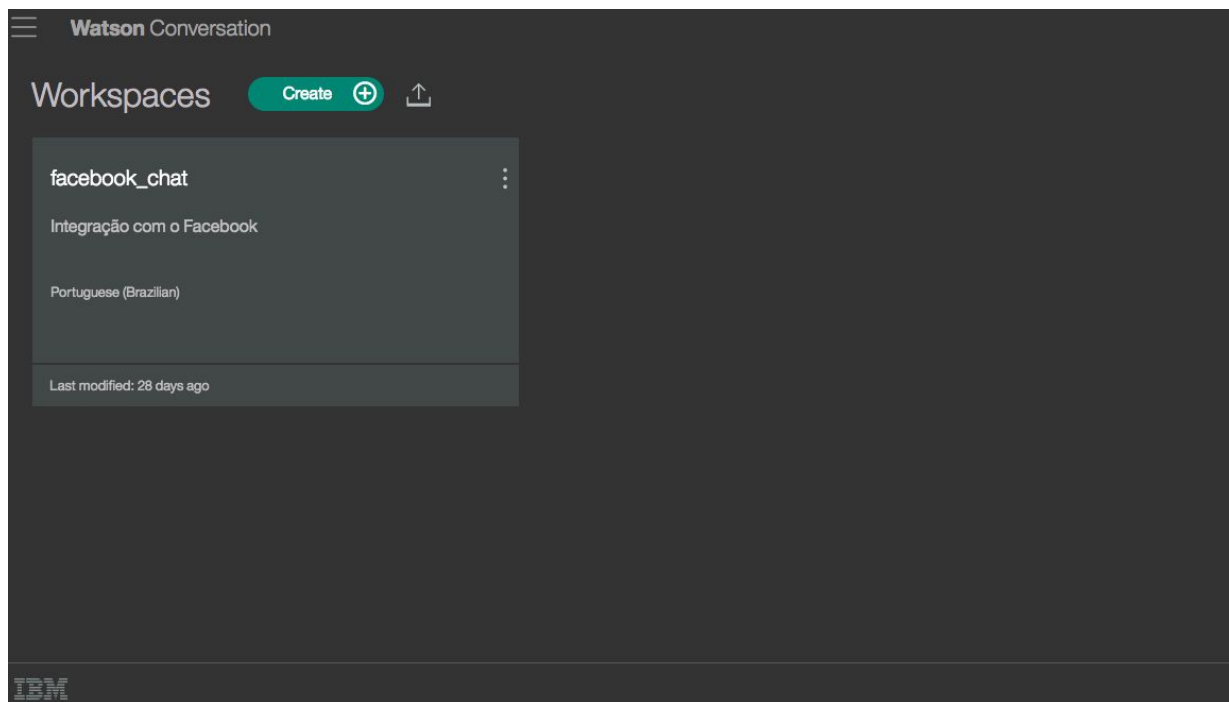 Watson Conversation
Workspaces Create
facebook_chat
Integração com o Facebook
Portuguese (Brazilian)
Last modified: 28 days ago
IBM